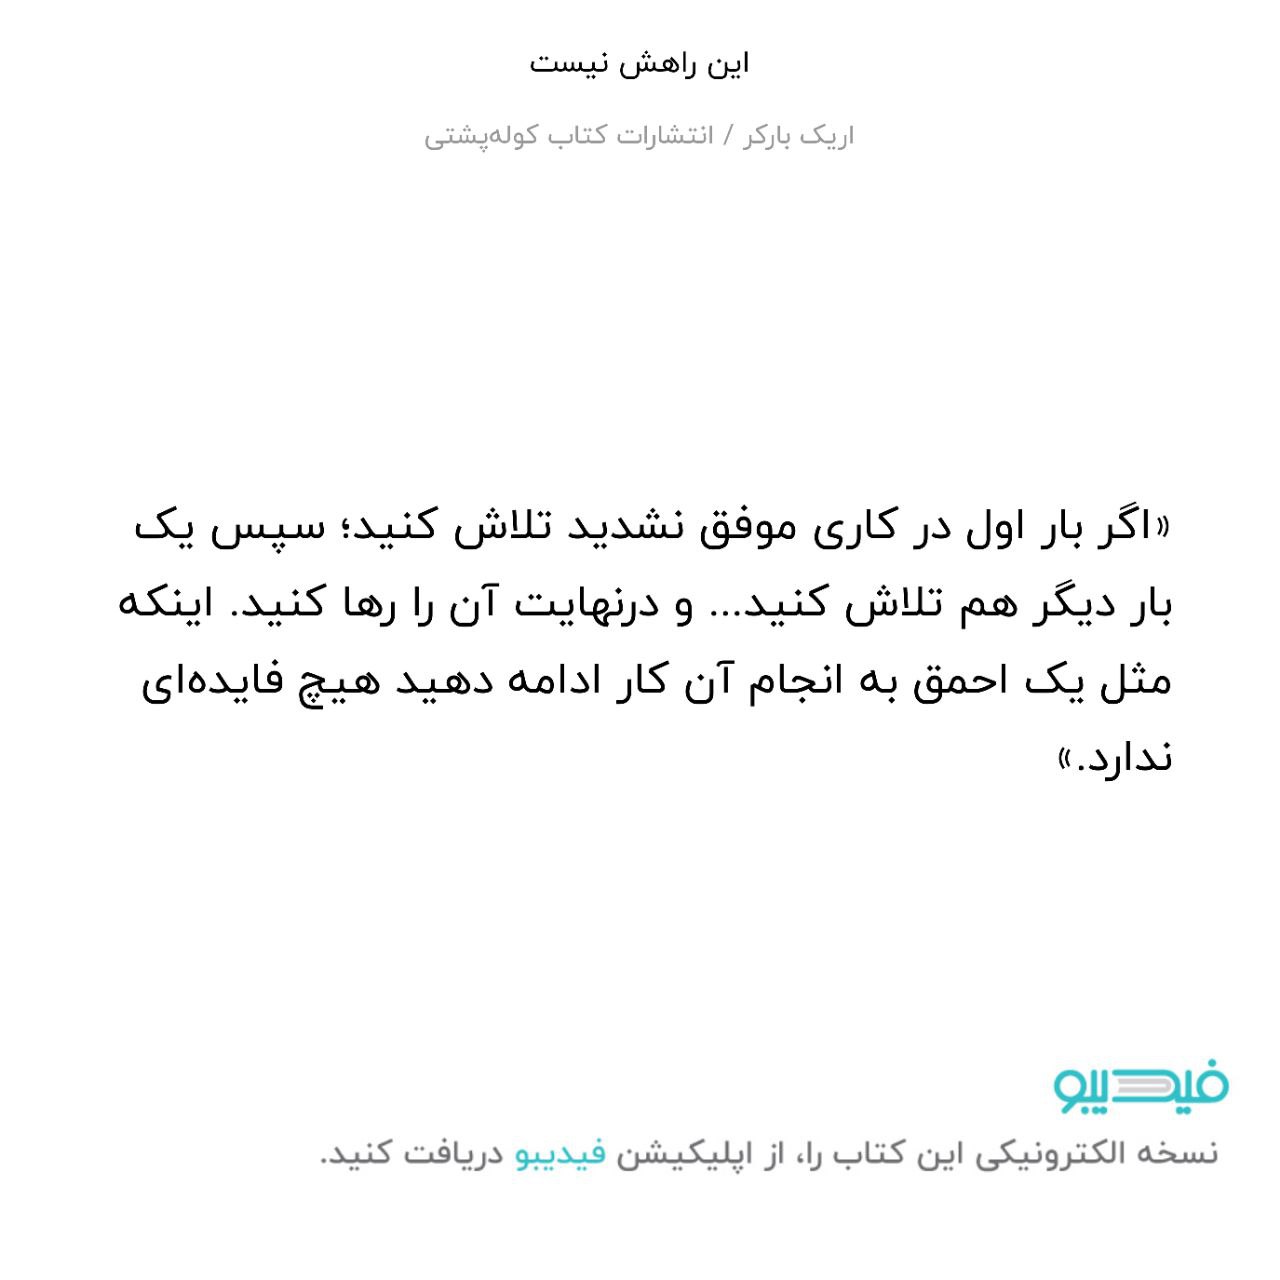 این راهش نیست
اریک بارکر / انتشارات کتاب کوله‌پشتی
«اگر بار اول در کاری موفق نشدید تلاش کنید؛ سپس یک
بار دیگر هم تلاش کنید... و درنهایت آن را رها کنید. اینکه
مثل یک احمق به انجام آن کار ادامه دهید هیچ فایده‌ای
ندارد.»
فیدیبو
نسخه الکترونیکی این کتاب را، از اپلیکیشن فیدیبو دریافت کنید.